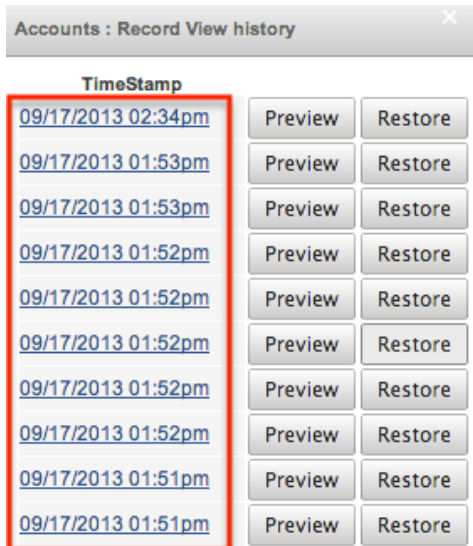 Accounts : Record View history
TimeStamp
09/17/2013 02:34pm Preview Restore
09/17/2013 01:53pm Preview Restore
09/17/2013 01:53pm Preview Restore
09/17/2013 01:52pm Preview Restore
09/17/2013 01:52pm Preview Restore
09/17/2013 01:52pm Preview Restore
09/17/2013 01:52pm Preview Restore
09/17/2013 01:52pm Preview Restore
09/17/2013 01:51pm Preview Restore
09/17/2013 01:51pm Preview Restore